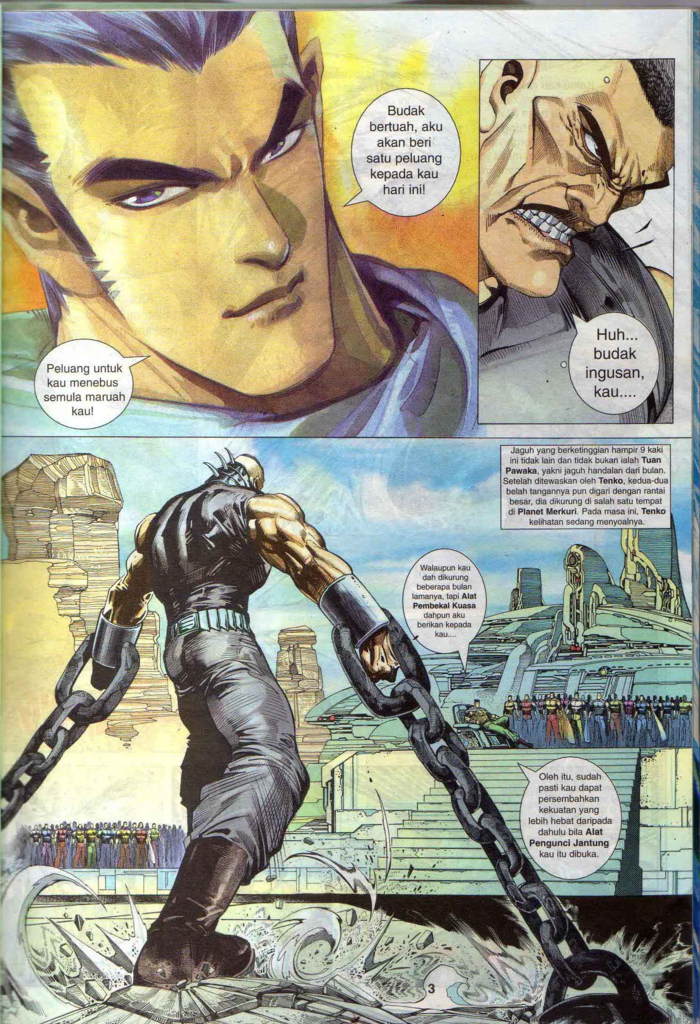 Budak
bertuah, aku
akan beri
satu peluang
kepada kau
hari ini!
Peluang untuk
kau menebus
semula maruah
kau!
Huh...
budak
ingusan,
kau....
Jaguh yang berketinggian hampir 9 kaki
ini tidak lain dan tidak bukan ialah Tuan
Pawaka, yakni jaguh handalan dari bulan.
Setelah ditewaskan oleh Tenko, kedua-dua
belah tangannya pun digari dengan rantai
besar, dia dikurung di salah satu tempat
di Planet Merkuri. Pada masa ini, Tenko
kelihatan sedang menyoalnya.
Walaupun kau
dah dikurung
beberapa bulan
lamanya, tapi Alat
Pembekal Kuasa
dahpun aku
berikan kepada
kau....
Oleh itu, sudah
pasti kau dapat
persembahkan
kekuatan yang
lebih hebat daripada
dahulu bila Alat
Pengunci Jantung
kau itu dibuka.
3